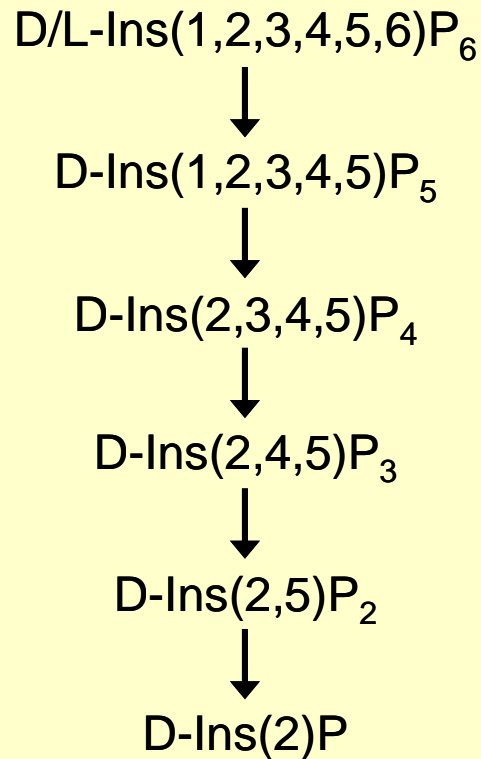 D/L-Ins(1,2,3,4,5,6)P₆
D-Ins(1,2,3,4,5)P₅
D-Ins(2,3,4,5)P₄
D-Ins(2,4,5)P₃
D-Ins(2,5)P₂
D-Ins(2)P